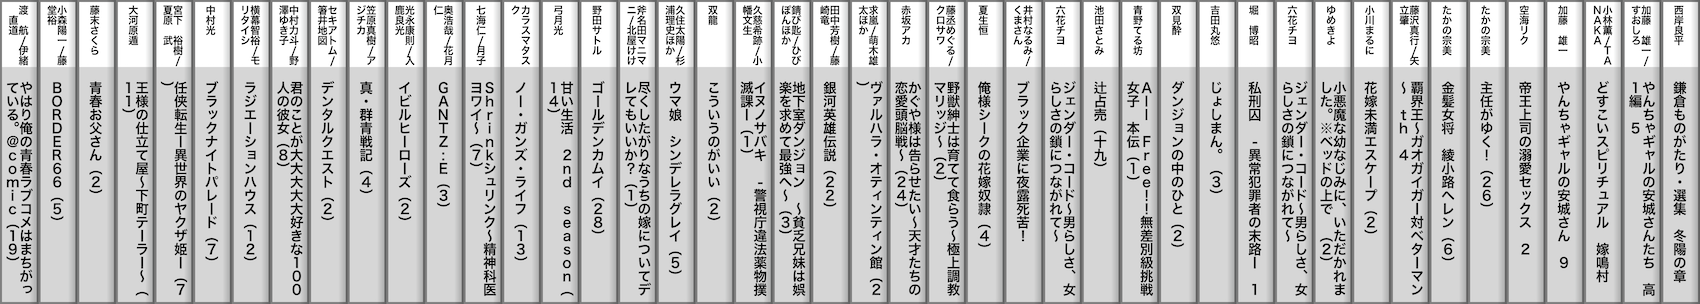 西岸良平
鎌倉ものがたり・選集 冬陽の章
加藤 雄一/
すおしろ
やんちゃギャルの安城さんたち 高
1編 5
小林薫/TA
NAKA
どすこいスピリチュアル 嫁鳴村
加藤 雄一
やんちゃギャルの安城さん 9
空海リク
帝王上司の溺愛セックス 2
たかの宗美
主任がゆく!(26)
たかの宗美
金髪女将 綾小路ヘレン(6)
藤沢真行/矢
立肇
覇界王~ガオガイガー対ベターマン
~th 4
小川まるに
花嫁未満エスケープ(2)
ゆめきよ
小悪魔な幼なじみに、いただかれま
した。※ベッドの上で(2)
六花チヨ
ジェンダー・コード~男らしさ、女
らしさの鎖につながれて~
堀 博昭
私刑囚 -異常犯罪者の末路ー 1
吉田丸悠
じょしまん。(3)
双見酔
ダンジョンの中のひと(2)
青野てる坊
All Free!!無差別級挑戦
女子 本伝(1)
池田さとみ
辻占売(十九)
六花チヨ
ジェンダー・コード~男らしさ、女
らしさの鎖につながれて~
井村なるみ/
くまさん
ブラック企業に夜露死苦!
夏生恒
俺様シークの花嫁奴隷(4)
藤丞めぐる/
クロサワ
野獣紳士は育てて食らう~極上調教
マリッジ~(2)
赤坂アカ
かぐや様は告らせたい~天才たちの
恋愛頭脳戦~(24)
求嵐/萌木雄
太ほか
ヴァルハラ・オティンティン館(2
)
田中芳樹/藤
崎竜
銀河英雄伝説(22)
錆び匙/ひび
ぽんほか
地下室ダンジョン ~貧乏兄妹は娯
楽を求めて最強へ~(3)
久慈希跡/小
幡文生
イヌノサバキ -警視庁違法薬物撲
滅課ー(1)
双龍
こういうのがいい(2)
久住太陽/杉
浦理史ほか
ウマ娘 シンデレラグレイ(5)
斧名田マニマ
ニ/北屋けけ
尽くしたがりなうちの嫁についてデ
レてもいいか?(1)
野田サトル
ゴールデンカムイ(28)
弓月光
甘い生活 2nd season(
14)
カラスマタス
ク
ノー・ガンズ・ライフ(13)
七海仁/月子
Shrinkシュリンク~精神科医
ヨワイ~(7)
奥浩哉/花月
仁
GANTZ:E(3)
光永康則/入
鹿良光
イビルヒーローズ(2)
笠原真樹/ア
ジチカ
真・群青戦記(4)
セキアトム/
箸井地図
デンタルクエスト(2)
中村力斗/野
澤ゆき子
君のことが大大大大大好きな100
人の彼女(8)
横幕智裕/モ
リタイシ
ラジエーションハウス(12)
中村光
ブラックナイトパレード(7)
宮下 裕樹/
夏原 武
任侠転生ー異世界のヤクザ姫ー(7
)
大河原遁
王様の仕立て屋~下町テーラー~(
11)
藤末さくら
青春お父さん(2)
小森陽一/藤
堂裕
BORDER66(5)
渡 航/伊緒
直道
やはり俺の青春ラブコメはまちがっ
ている。@comic(19)